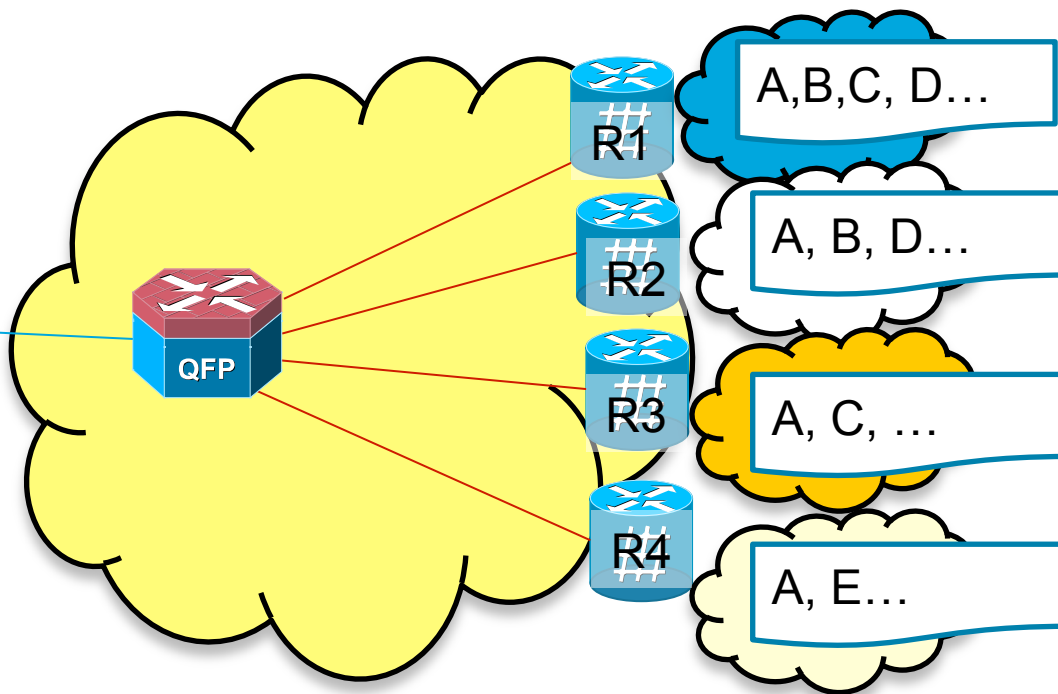 A,B,C, D…
R1
A, B, D…
R2
QFP
A, C, …
R3
A, E…
R4